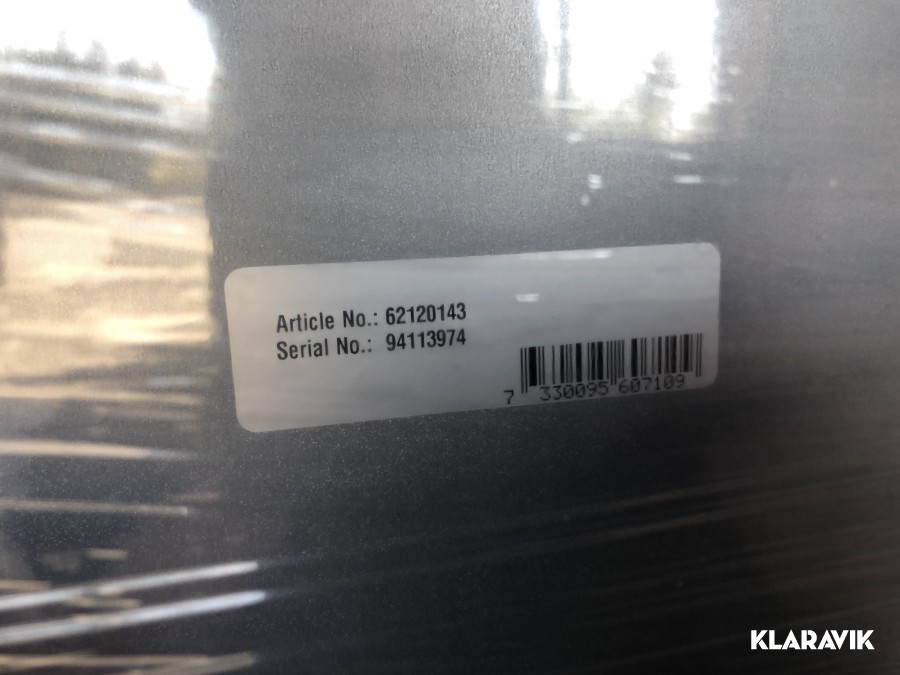 Article No.: 62120143
Serial No.: 94113974
7 330095 607109
KLARAVIK